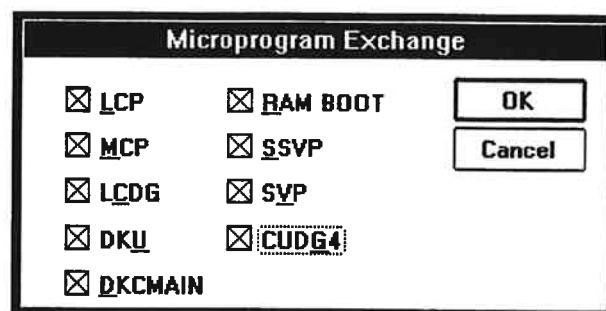 Microprogram Exchange
LCP
RAM BOOT
OK
MCP
SSVP
Cancel
LCDG
SVP
DKU
CUDG4
DKCMAIN